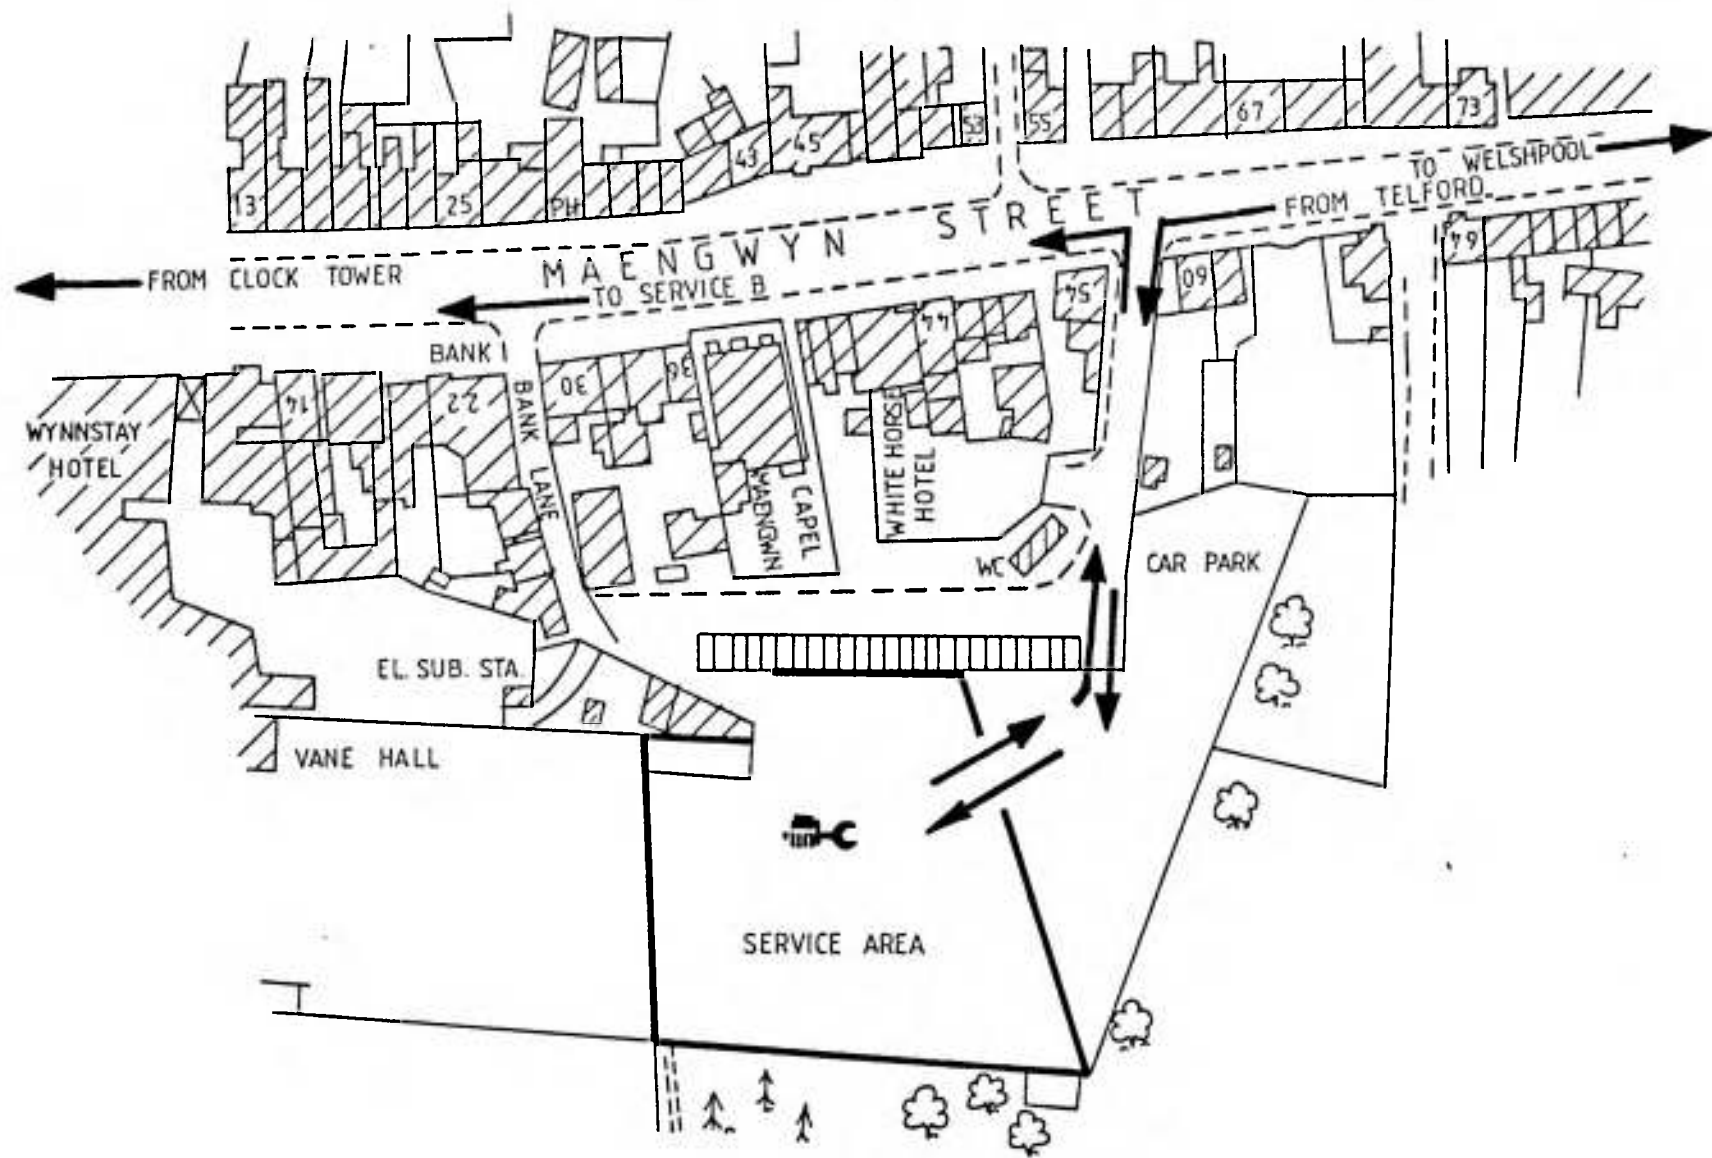 53
55
67
73
43
45
13
25
PH
TO WELSHPOOL
FROM TELFORD
MAENGWYN STREET
FROM CLOCK TOWER
TO SERVICE B
64
54
60
44
BANK
BANK LANE
30
36
14
22
WYNNSTAY
HOTEL
WHITE HORSE
HOTEL
CAPEL
MAENGWN
WC
CAR PARK
EL. SUB. STA.
VANE HALL
SERVICE AREA